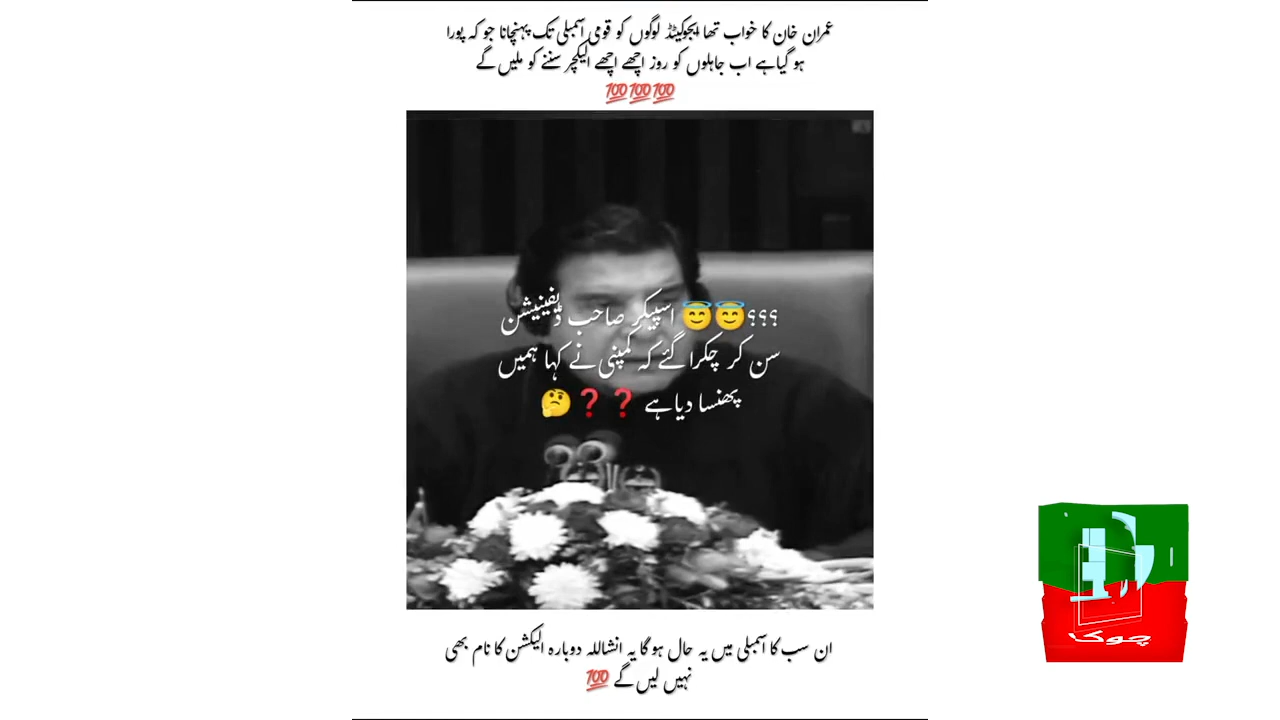 عمران خان کا خواب تھا ایجوکیٹڈ لوگوں کو قومی اسمبلی تک پہنچانا جو کہ پورا
ہو گیا ہے اب جاہلوں کو روز اچھے اچھے لیکچر سننے کو ملیں گے
💯💯💯
؟؟؟😇😇 اسپیکر صاحب ڈیفینیشن
سن کر چکرا گئے کہ کمپنی نے کہا ہمیں
پھنسا دیا ہے ❓❓🤔
ان سب کا اسمبلی میں یہ حال ہو گا یہ انشاللہ دوبارہ الیکشن کا نام بھی
نہیں لیں گے 💯